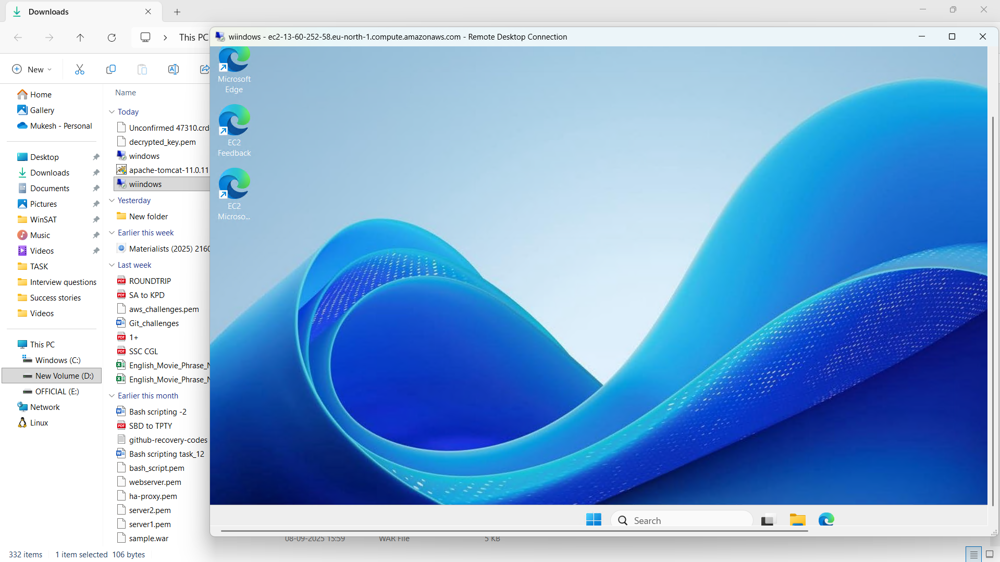 Downloads
This PC
wiindows - ec2-13-60-252-58.eu-north-1.compute.amazonaws.com - Remote Desktop Connection
New
Home
Gallery
Mukesh - Personal
Desktop
Downloads
Documents
Pictures
WinSAT
Music
Videos
TASK
Interview questions
Success stories
Videos
This PC
Windows (C:)
New Volume (D:)
OFFICIAL (E:)
Network
Linux
Name
Today
Unconfirmed 47310.crd
decrypted_key.pem
windows
apache-tomcat-11.0.11
wiindows
Yesterday
New folder
Earlier this week
Materialists (2025) 2160
Last week
ROUNDTRIP
SA to KPD
aws_challenges.pem
Git_challenges
1+
SSC CGL
English_Movie_Phrase_N
English_Movie_Phrase_N
Earlier this month
Bash scripting -2
SBD to TPTY
github-recovery-codes
Bash scripting task_12
bash_script.pem
webserver.pem
ha-proxy.pem
server2.pem
server1.pem
sample.war
08-09-2025 15:59
WAR File
5 KB
Microsoft
Edge
EC2
Feedback
EC2
Microso...
Search
332 items
1 item selected 106 bytes